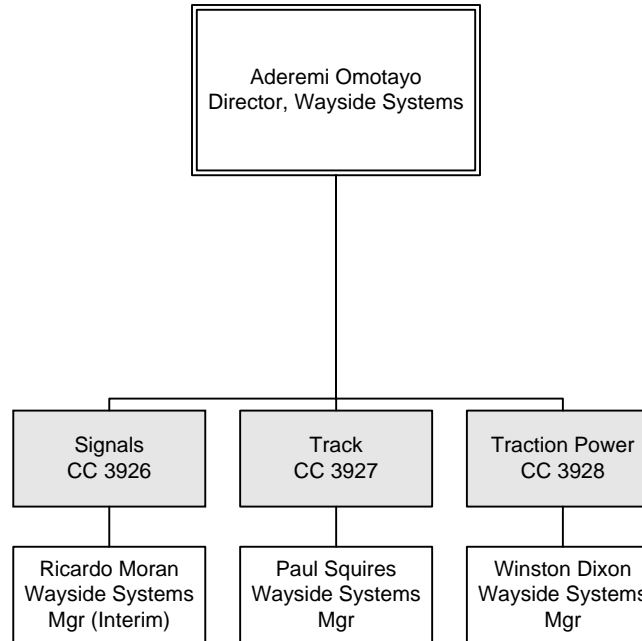 Aderemi Omotayo
Director, Wayside Systems
Signals
CC 3926
Track
CC 3927
Traction Power
CC 3928
Ricardo Moran
Wayside Systems
Mgr (Interim)
Paul Squires
Wayside Systems
Mgr
Winston Dixon
Wayside Systems
Mgr